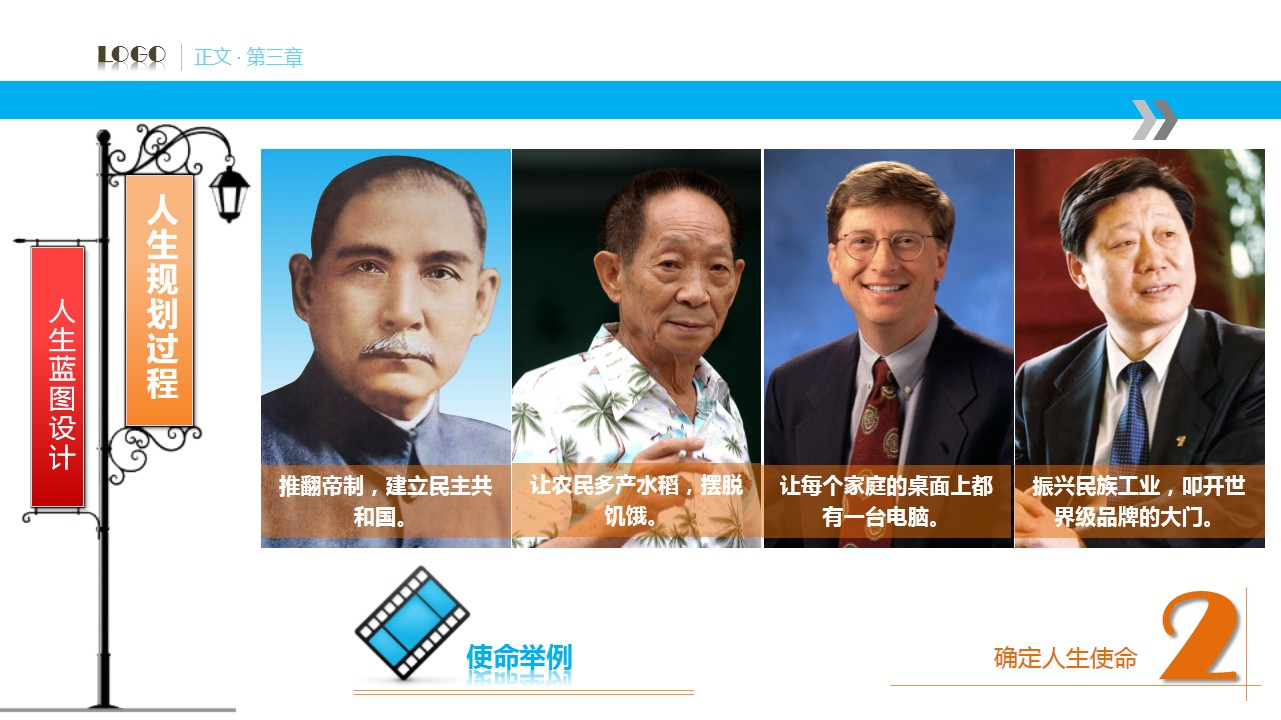 LOGO
正文 · 第三章
人生规划过程
人生蓝图设计
推翻帝制，建立民主共
和国。
让农民多产水稻，摆脱
饥饿。
让每个家庭的桌面上都
有一台电脑。
振兴民族工业，叩开世
界级品牌的大门。
使命举例
确定人生使命
2